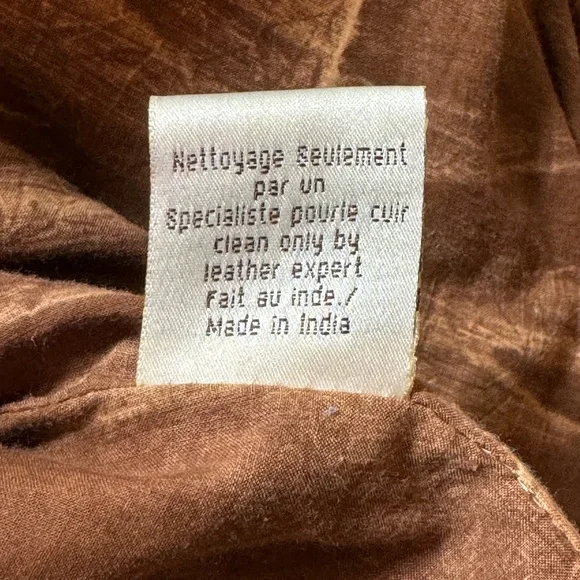 Nettoyage Seulement
par un
Specialiste pourle cuir
clean only by
leather expert
Fait au inde./
Made in India